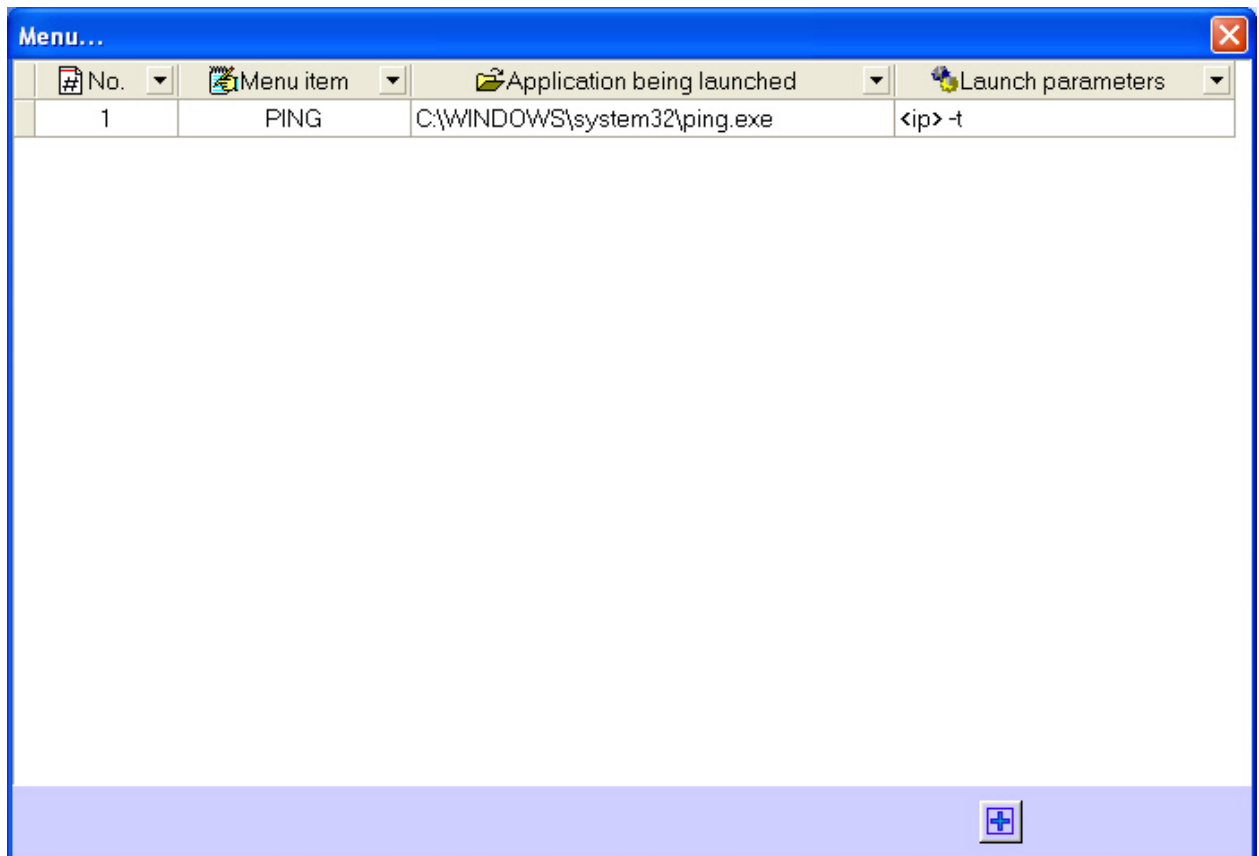 Menu...
No. Menu item Application being launched Launch parameters
1 PING C:\WINDOWS\system32\ping.exe <ip> -t